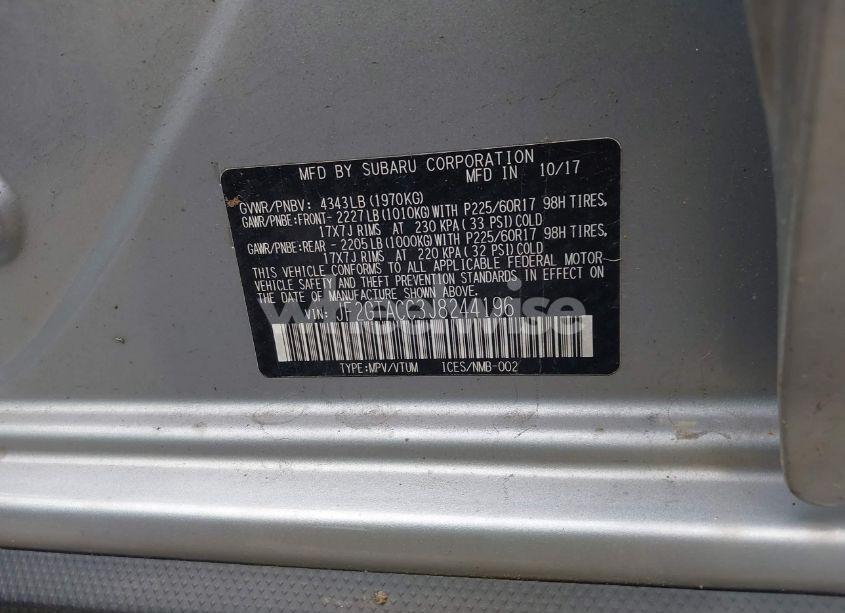 MFD BY SUBARU CORPORATION
MFD IN 10/17
GVWR/PNBV: 4343LB (1970KG)
GAWR/PNBE:FRONT- 2227LB(1010KG)WITH P225/60R17 98H TIRES,
17X7J RIMS AT 230 KPA( 33 PSI)COLD
GAWR/PNBE:REAR - 2205LB(1000KG)WITH P225/60R17 98H TIRES,
17X7J RIMS AT 220 KPA( 32 PSI)COLD
THIS VEHICLE CONFORMS TO ALL APPLICABLE FEDERAL MOTOR
VEHICLE SAFETY AND THEFT PREVENTION STANDARDS IN EFFECT ON
THE DATE OF MANUFACTURE SHOWN ABOVE.
VIN:
TYPE:MPV/VTUM ICES/NMB-002